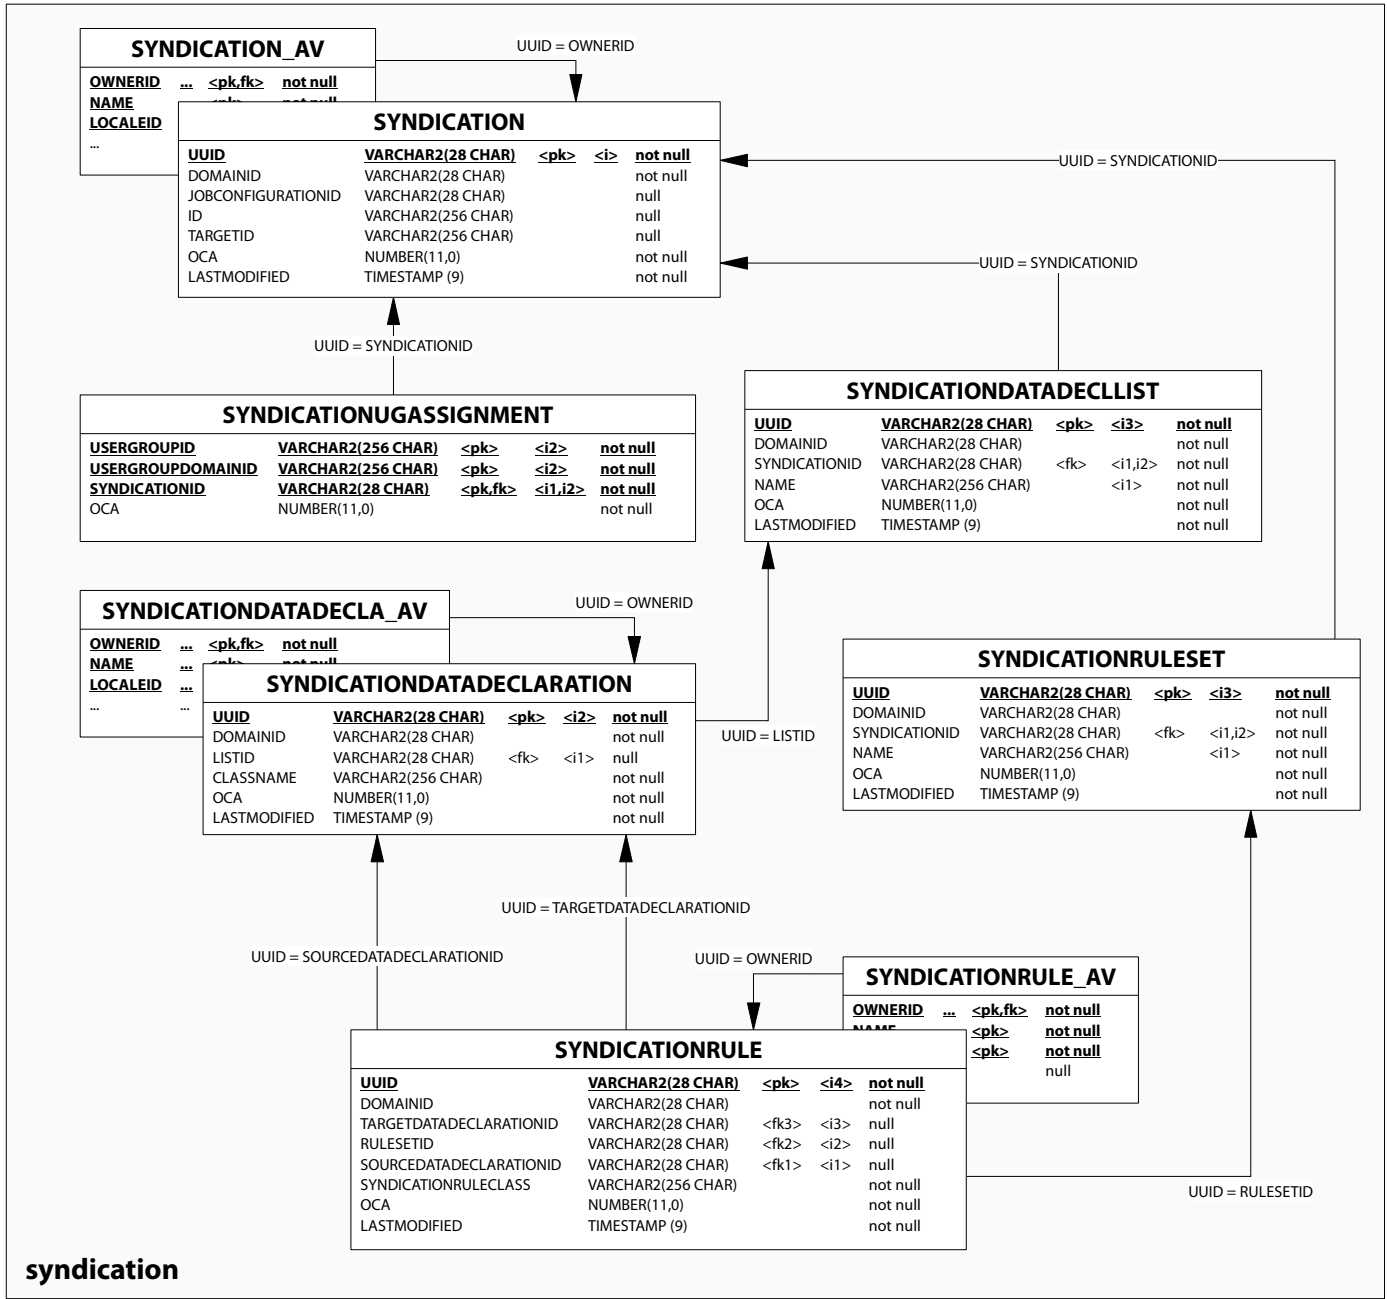 SYNDICATION_AV
OWNERID ... <pk,fk> not null
NAME
LOCALEID
...
UUID = OWNERID
SYNDICATION
UUID VARCHAR2(28 CHAR) <pk> <i> not null
DOMAINID VARCHAR2(28 CHAR) not null
JOBCONFIGURATIONID VARCHAR2(28 CHAR) null
ID VARCHAR2(256 CHAR) null
TARGETID VARCHAR2(256 CHAR) null
OCA NUMBER(11,0) not null
LASTMODIFIED TIMESTAMP (9) not null
UUID = SYNDICATIONID
UUID = SYNDICATIONID
UUID = SYNDICATIONID
SYNDICATIONUGASSIGNMENT
USERGROUPID VARCHAR2(256 CHAR) <pk> <i2> not null
USERGROUPDOMAINID VARCHAR2(256 CHAR) <pk> <i2> not null
SYNDICATIONID VARCHAR2(28 CHAR) <pk,fk> <i1,i2> not null
OCA NUMBER(11,0) not null
SYNDICATIONDATADECLLIST
UUID VARCHAR2(28 CHAR) <pk> <i3> not null
DOMAINID VARCHAR2(28 CHAR) not null
SYNDICATIONID VARCHAR2(28 CHAR) <fk> <i1,i2> not null
NAME VARCHAR2(256 CHAR) <i1> not null
OCA NUMBER(11,0) not null
LASTMODIFIED TIMESTAMP (9) not null
SYNDICATIONDATADECLA_AV
OWNERID ... <pk,fk> not null
NAME ... <pk> not null
LOCALEID ...
... ...
UUID = OWNERID
SYNDICATIONDATADECLARATION
UUID VARCHAR2(28 CHAR) <pk> <i2> not null
DOMAINID VARCHAR2(28 CHAR) not null
LISTID VARCHAR2(28 CHAR) <fk> <i1> null
CLASSNAME VARCHAR2(256 CHAR) not null
OCA NUMBER(11,0) not null
LASTMODIFIED TIMESTAMP (9) not null
UUID = LISTID
SYNDICATIONRULESET
UUID VARCHAR2(28 CHAR) <pk> <i3> not null
DOMAINID VARCHAR2(28 CHAR) not null
SYNDICATIONID VARCHAR2(28 CHAR) <fk> <i1,i2> not null
NAME VARCHAR2(256 CHAR) <i1> not null
OCA NUMBER(11,0) not null
LASTMODIFIED TIMESTAMP (9) not null
UUID = TARGETDATADECLARATIONID
UUID = SOURCEDATADECLARATIONID
UUID = OWNERID
SYNDICATIONRULE_AV
OWNERID ... <pk,fk> not null
NAME <pk> not null
<pk> not null
null
SYNDICATIONRULE
UUID VARCHAR2(28 CHAR) <pk> <i4> not null
DOMAINID VARCHAR2(28 CHAR) not null
TARGETDATADECLARATIONID VARCHAR2(28 CHAR) <fk3> <i3> null
RULESETID VARCHAR2(28 CHAR) <fk2> <i2> null
SOURCEDATADECLARATIONID VARCHAR2(28 CHAR) <fk1> <i1> null
SYNDICATIONRULECLASS VARCHAR2(256 CHAR) not null
OCA NUMBER(11,0) not null
LASTMODIFIED TIMESTAMP (9) not null
UUID = RULESETID
syndication